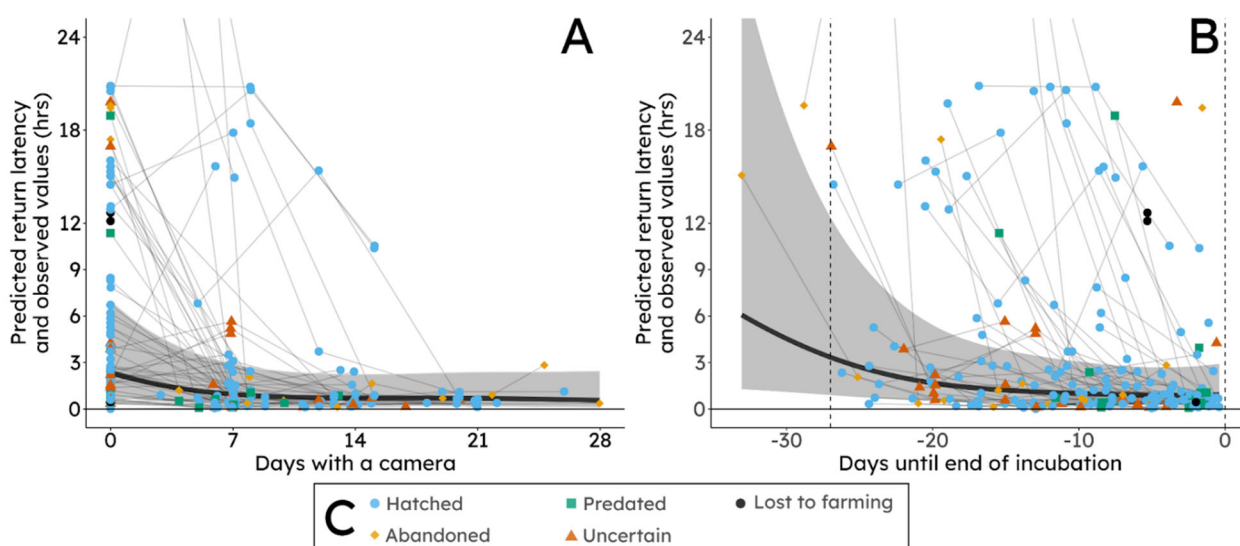 A
Predicted return latency
and observed values (hrs)
24
18
12
9
6
3
0
0 7 14 21 28
Days with a camera
B
Predicted return latency
and observed values (hrs)
24
18
12
9
6
3
0
-30 -20 -10 0
Days until end of incubation
C
Hatched Predated Lost to farming
Abandoned Uncertain